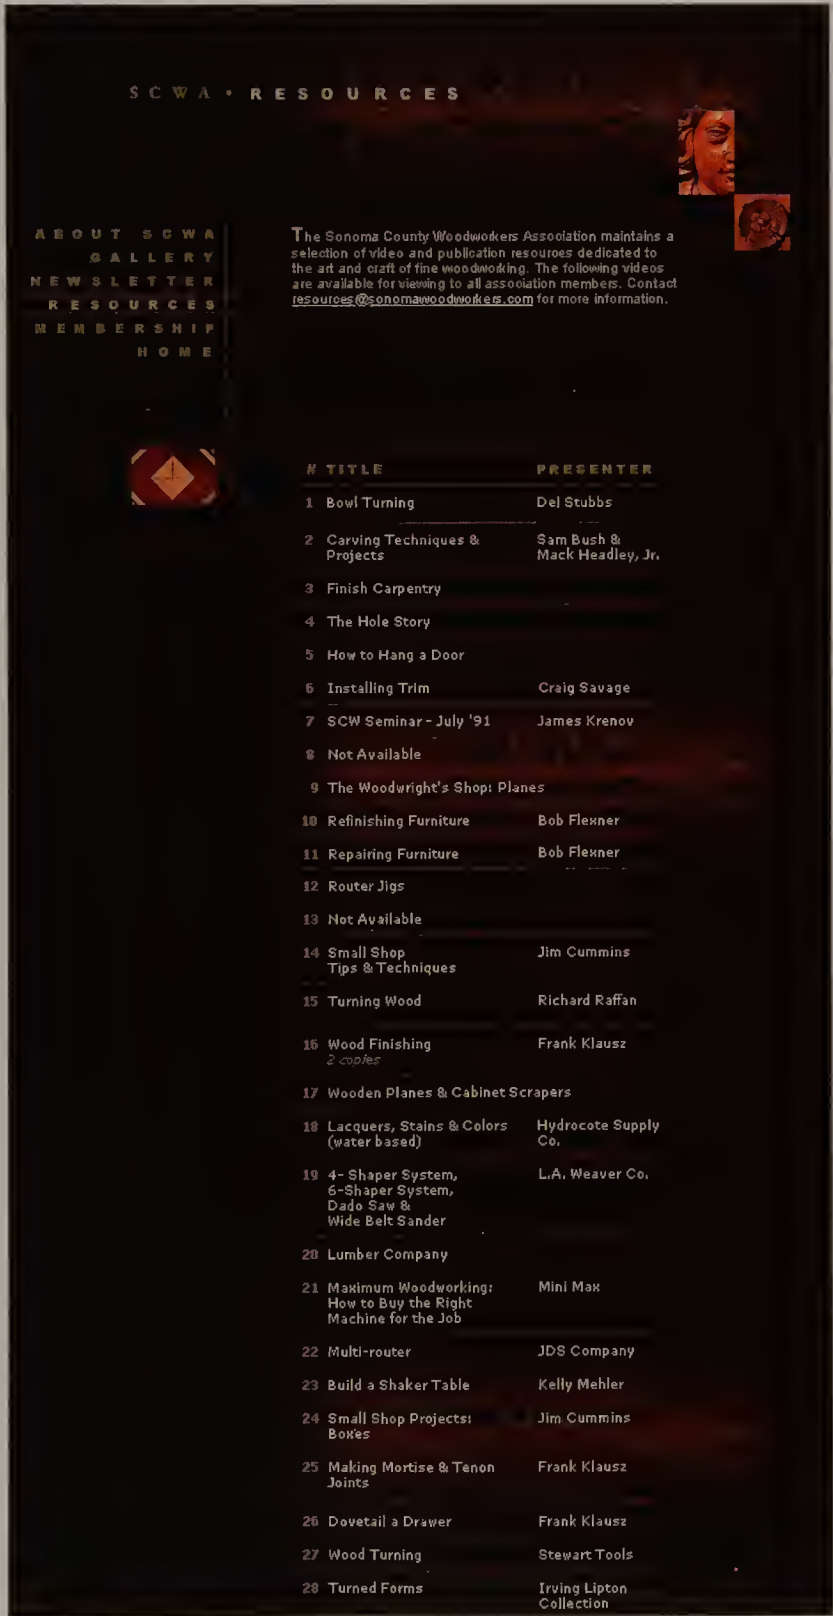 SCWA • RESOURCES
ABOUT SCWA
GALLERY
NEWSLETTER
RESOURCES
MEMBERSHIP
HOME
The Sonoma County Woodworkers Association maintains a
selection of video and publication resources dedicated to
the art and craft of fine woodworking. The following videos
are available for viewing to all association members. Contact
resources@sonomawoodworkers.com for more information.
# TITLE PRESENTER
1 Bowl Turning Del Stubbs
2 Carving Techniques & Sam Bush &
Projects Mack Headley, Jr.
3 Finish Carpentry
4 The Hole Story
5 How to Hang a Door
6 Installing Trim Craig Savage
7 SCW Seminar - July '91 James Krenov
8 Not Available
9 The Woodwright's Shop: Planes
10 Refinishing Furniture Bob Flexner
11 Repairing Furniture Bob Flexner
12 Router Jigs
13 Not Available
14 Small Shop Jim Cummins
Tips & Techniques
15 Turning Wood Richard Raffan
16 Wood Finishing Frank Klausz
2 copies
17 Wooden Planes & Cabinet Scrapers
18 Lacquers, Stains & Colors Hydrocote Supply
(water based) Co.
19 4- Shaper System, L.A. Weaver Co.
6-Shaper System,
Dado Saw &
Wide Belt Sander
20 Lumber Company
21 Maximum Woodworking: Mini Max
How to Buy the Right
Machine for the Job
22 Multi-router JDS Company
23 Build a Shaker Table Kelly Mehler
24 Small Shop Projects: Jim Cummins
Boxes
25 Making Mortise & Tenon Frank Klausz
Joints
26 Dovetail a Drawer Frank Klausz
27 Wood Turning Stewart Tools
28 Turned Forms Irving Lipton
Collection